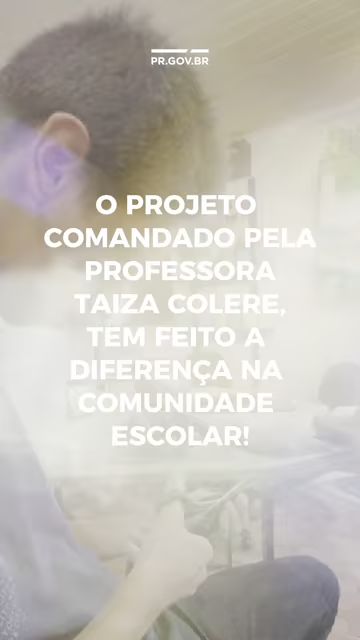 PR.GOV.BR
O PROJETO
COMANDADO PELA
PROFESSORA
TAIZA COLERE,
TEM FEITO A
DIFERENÇA NA
COMUNIDADE
ESCOLAR!